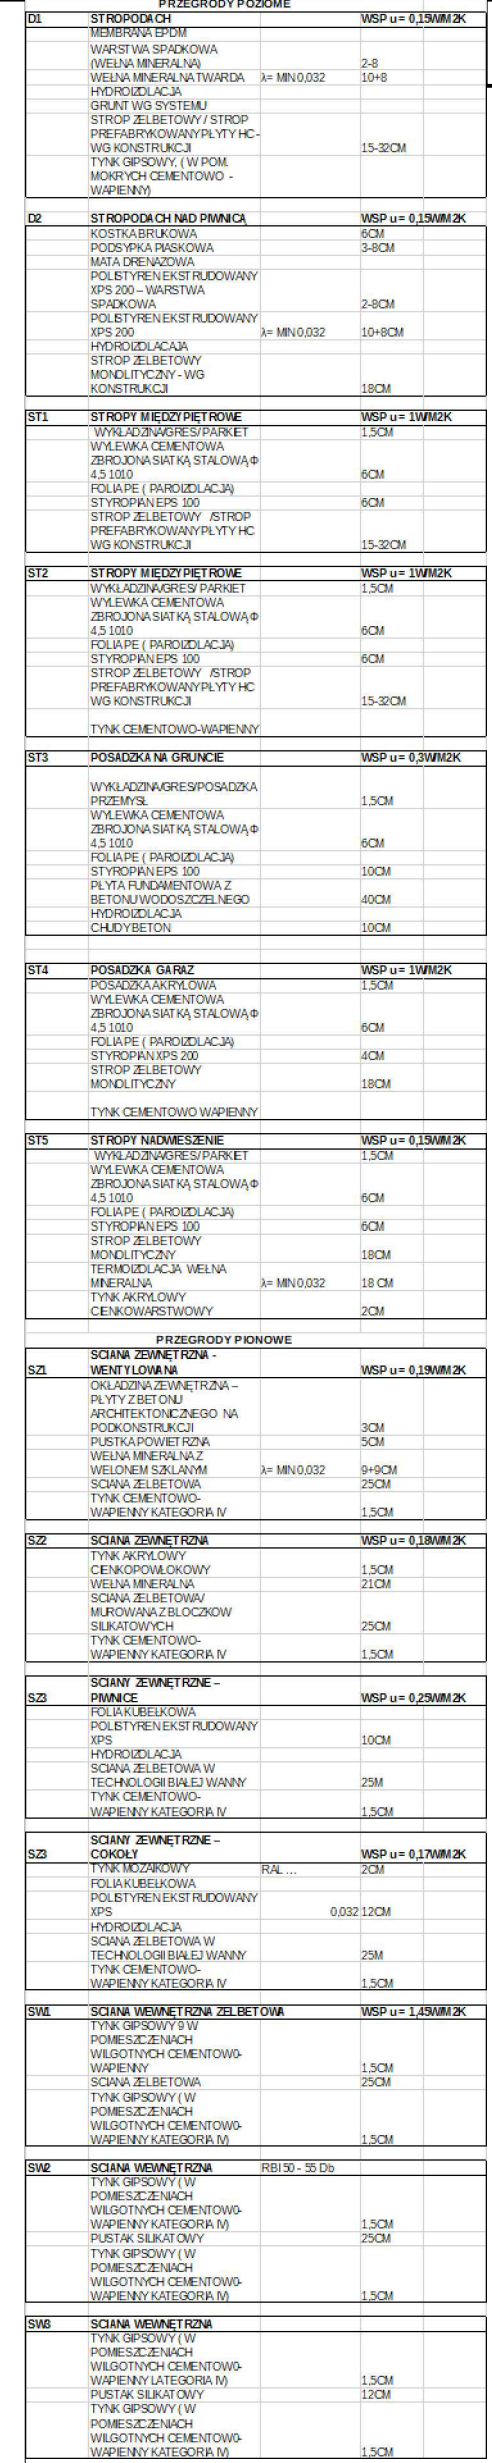 PRZEGRODY POZIOME
D1 STROPODACH WSP u = 0,15W/M2K
MEMBRANA EPDM
WARSTWA SPADKOWA
(WEŁNA MINERALNA) 2-8
WEŁNA MINERALNA TWARDA λ= MIN 0,032 10+8
HYDROIZOLACJA
GRUNT WG SYSTEMU
STROP ŻELBETOWY / STROP
PREFABRYKOWANY PŁYTY HC -
WG KONSTRUKCJI 15-32CM
TYNK GIPSOWY, ( W POM.
MOKRYCH CEMENTOWO -
WAPIENNY)
D2 STROPODACH NAD PIWNICĄ WSP u = 0,15W/M2K
KOSTKA BRUKOWA 6CM
PODSYPKA PIASKOWA 3-8CM
MATA DRENAŻOWA
POLISTYREN EKSTRUDOWANY
XPS 200 – WARSTWA
SPADKOWA 2-8CM
POLISTYREN EKSTRUDOWANY
XPS 200 λ= MIN 0,032 10+8CM
HYDROIZOLACAJA
STROP ŻELBETOWY
MONOLITYCZNY - WG
KONSTRUKCJI 18CM
ST1 STROPY MIĘDZYPIĘTROWE WSP u = 1W/M2K
WYKŁADZINA/GRES/ PARKIET 1,5CM
WYLEWKA CEMENTOWA
ZBROJONA SIATKĄ STALOWĄ Φ
4,5 1010 6CM
FOLIA PE ( PAROIZOLACJA)
STYROPIAN EPS 100 6CM
STROP ŻELBETOWY /STROP
PREFABRYKOWANY PŁYTY HC
WG KONSTRUKCJI 15-32CM
ST2 STROPY MIĘDZYPIĘTROWE WSP u = 1W/M2K
WYKŁADZINA/GRES/ PARKIET 1,5CM
WYLEWKA CEMENTOWA
ZBROJONA SIATKĄ STALOWĄ Φ
4,5 1010 6CM
FOLIA PE ( PAROIZOLACJA)
STYROPIAN EPS 100 6CM
STROP ŻELBETOWY /STROP
PREFABRYKOWANY PŁYTY HC
WG KONSTRUKCJI 15-32CM
TYNK CEMENTOWO-WAPIENNY
ST3 POSADZKA NA GRUNCIE WSP u = 0,3W/M2K
WYKŁADZINA/GRES/POSADZKA
PRZEMYSŁ 1,5CM
WYLEWKA CEMENTOWA
ZBROJONA SIATKĄ STALOWĄ Φ
4,5 1010 6CM
FOLIA PE ( PAROIZOLACJA)
STYROPIAN EPS 100 10CM
PŁYTA FUNDAMENTOWA Z
BETONU WODOSZCZELNEGO 40CM
HYDROIZOLACJA
CHUDY BETON 10CM
ST4 POSADZKA GARAŻ WSP u = 1W/M2K
POSADZKA AKRYLOWA 1,5CM
WYLEWKA CEMENTOWA
ZBROJONA SIATKĄ STALOWĄ Φ
4,5 1010 6CM
FOLIA PE ( PAROIZOLACJA)
STYROPIAN XPS 200 4CM
STROP ŻELBETOWY
MONOLITYCZNY 18CM
TYNK CEMENTOWO WAPIENNY
ST5 STROPY NADWIESZENIE WSP u = 0,15W/M2K
WYKŁADZINA/GRES/ PARKIET 1,5CM
WYLEWKA CEMENTOWA
ZBROJONA SIATKĄ STALOWĄ Φ
4,5 1010 6CM
FOLIA PE ( PAROIZOLACJA)
STYROPIAN EPS 100 6CM
STROP ŻELBETOWY
MONOLITYCZNY 18CM
TERMOIZOLACJA WEŁNA
MINERALNA λ= MIN 0,032 18 CM
TYNK AKRYLOWY
CIENKOWARSTWOWY 2CM
PRZEGRODY PIONOWE
ŚCIANA ZEWNĘTRZNA -
SZ1 WENTYLOWANA WSP u = 0,19W/M2K
OKŁADZINA ZEWNĘTRZNA –
PŁYTY Z BETONU
ARCHITEKTONICZNEGO NA
PODKONSTRUKCJI 3CM
PUSTKA POWIETRZNA 5CM
WEŁNA MINERALNA Z
WELONEM SZKLANYM λ= MIN 0,032 9+9CM
ŚCIANA ŻELBETOWA 25CM
TYNK CEMENTOWO-
WAPIENNY KATEGORIA IV 1,5CM
SZ2 ŚCIANA ZEWNĘTRZNA WSP u = 0,18W/M2K
TYNK AKRYLOWY
CIENKOPOWŁOKOWY 1,5CM
WEŁNA MINERALNA 21CM
ŚCIANA ŻELBETOWA/
MUROWANA Z BLOCZKÓW
SILIKATOWYCH 25CM
TYNK CEMENTOWO-
WAPIENNY KATEGORIA IV 1,5CM
ŚCIANY ZEWNĘTRZNE –
SZ3 PIWNICE WSP u = 0,25W/M2K
FOLIA KUBEŁKOWA
POLISTYREN EKSTRUDOWANY
XPS 10CM
HYDROIZOLACJA
ŚCIANA ŻELBETOWA W
TECHNOLOGII BIAŁEJ WANNY 25M
TYNK CEMENTOWO-
WAPIENNY KATEGORIA IV 1,5CM
ŚCIANY ZEWNĘTRZNE –
SZ3 COKOŁY WSP u = 0,17W/M2K
TYNK MOZAIKOWY RAL ... 2CM
FOLIA KUBEŁKOWA
POLISTYREN EKSTRUDOWANY
XPS 0,032 12CM
HYDROIZOLACJA
ŚCIANA ŻELBETOWA W
TECHNOLOGII BIAŁEJ WANNY 25M
TYNK CEMENTOWO-
WAPIENNY KATEGORIA IV 1,5CM
SW1 ŚCIANA WEWNĘTRZNA ŻELBETOWA WSP u = 1,45W/M2K
TYNK GIPSOWY 9 W
POMIESZCZENIACH
WILGOTNYCH CEMENTOWO-
WAPIENNY 1,5CM
ŚCIANA ŻELBETOWA 25CM
TYNK GIPSOWY ( W
POMIESZCZENIACH
WILGOTNYCH CEMENTOWO-
WAPIENNY KATEGORIA IV) 1,5CM
SW2 ŚCIANA WEWNĘTRZNA RBI 50 - 55 Db
TYNK GIPSOWY ( W
POMIESZCZENIACH
WILGOTNYCH CEMENTOWO-
WAPIENNY KATEGORIA IV) 1,5CM
PUSTAK SILIKATOWY 25CM
TYNK GIPSOWY ( W
POMIESZCZENIACH
WILGOTNYCH CEMENTOWO-
WAPIENNY KATEGORIA IV) 1,5CM
SW3 ŚCIANA WEWNĘTRZNA
TYNK GIPSOWY ( W
POMIESZCZENIACH
WILGOTNYCH CEMENTOWO-
WAPIENNY LATEGORIA IV) 1,5CM
PUSTAK SILIKATOWY 12CM
TYNK GIPSOWY ( W
POMIESZCZENIACH
WILGOTNYCH CEMENTOWO-
WAPIENNY KATEGORIA IV) 1,5CM